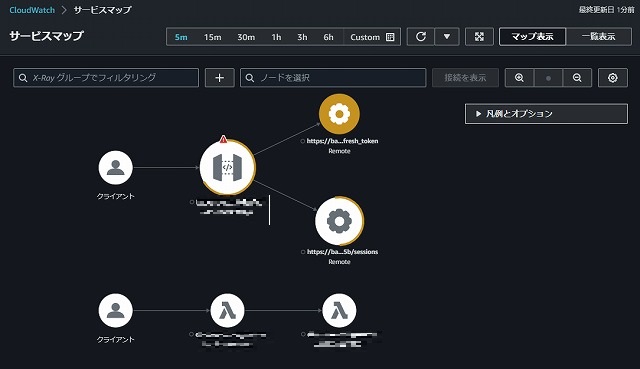 CloudWatch > サービスマップ
最終更新日 1分前
サービスマップ
5m 15m 30m 1h 3h 6h Custom
マップ表示 一覧表示
X-Ray グループでフィルタリング
ノードを選択
接続を表示
凡例とオプション
https://ba...fresh_token
Remote
クライアント
https://ba...5b/sessions
Remote
クライアント